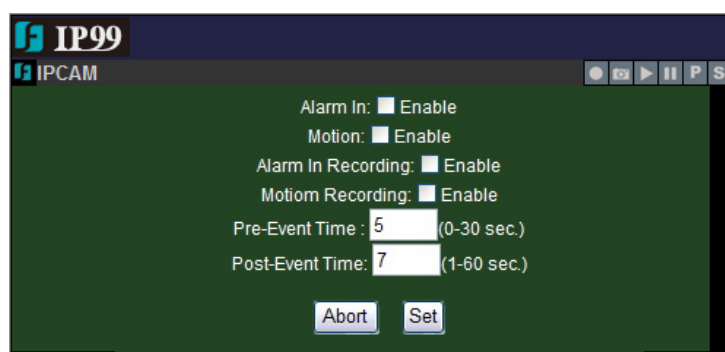 IP99
IPCAM P S
Alarm In: Enable
Motion: Enable
Alarm In Recording: Enable
Motiom Recording: Enable
Pre-Event Time : 5 (0-30 sec.)
Post-Event Time: 7 (1-60 sec.)
Abort Set